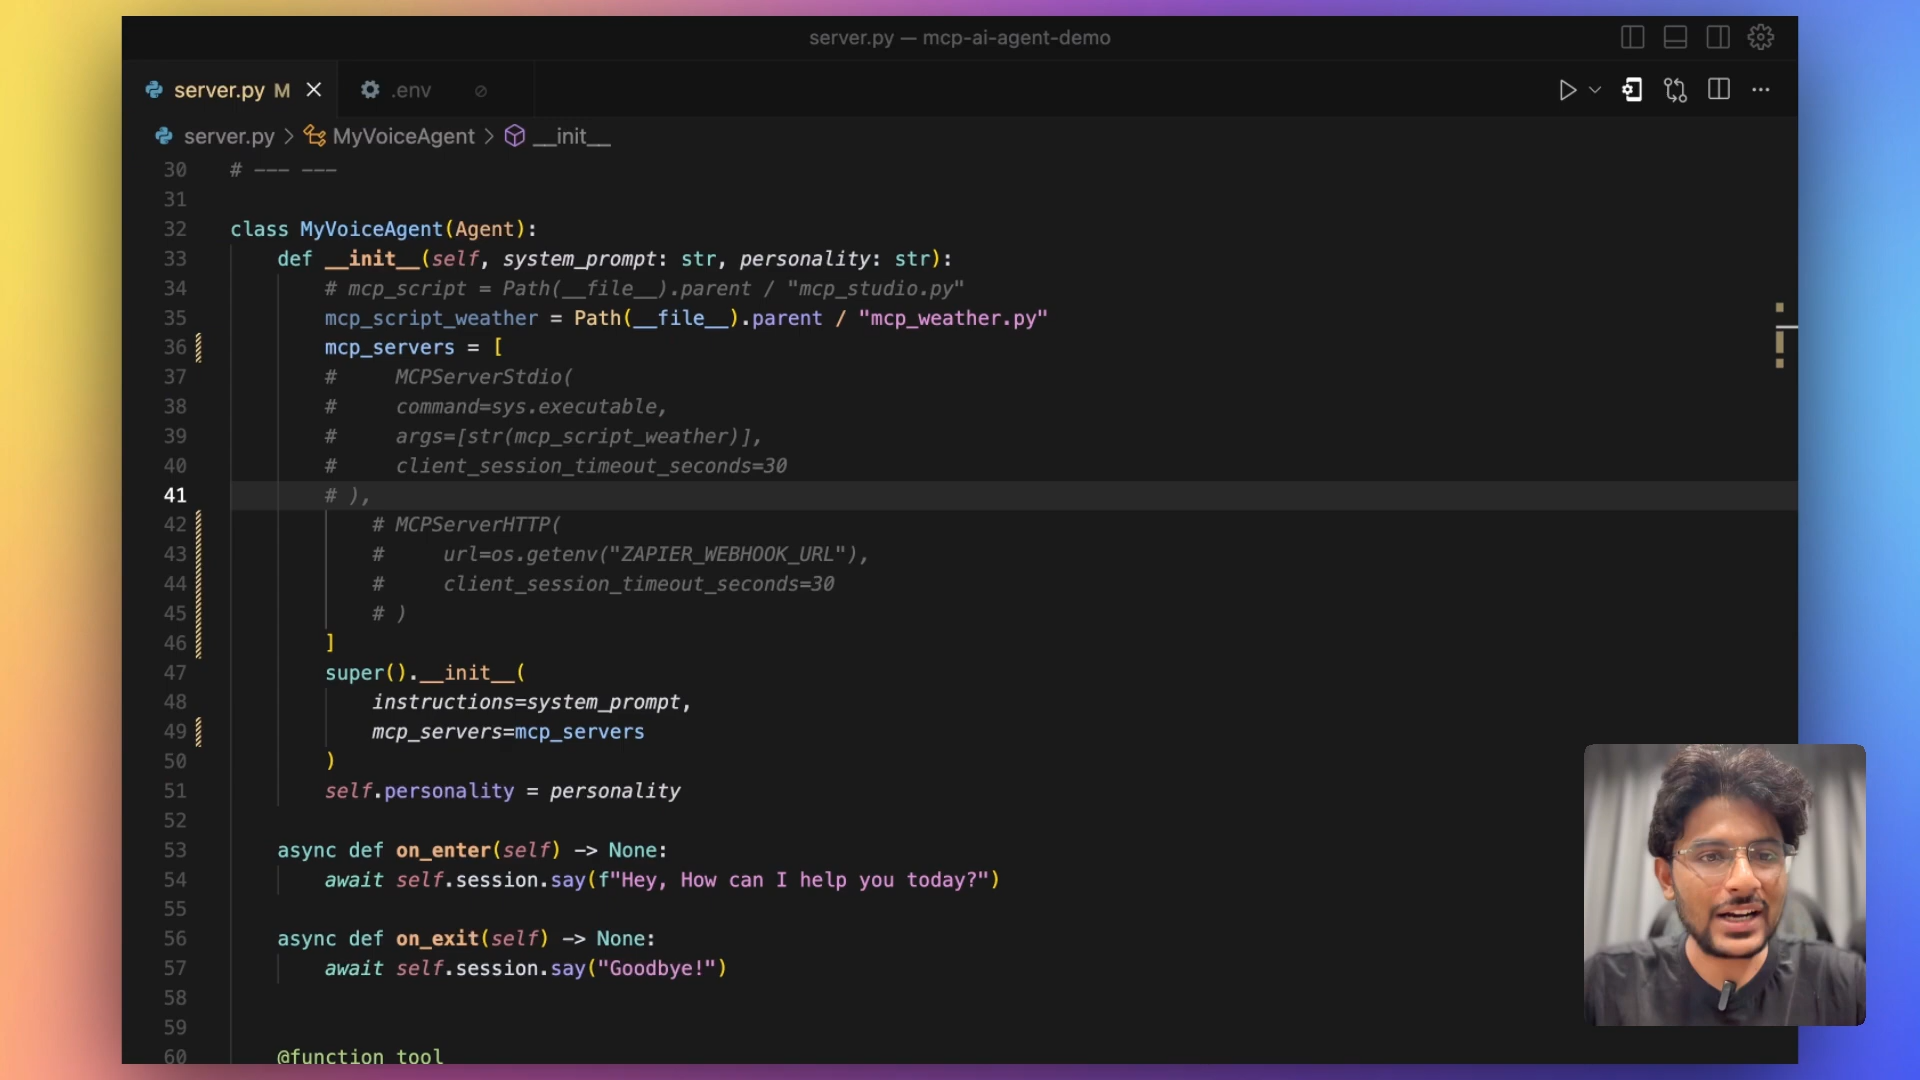 server.py — mcp-ai-agent-demo
server.py M
.env
server.py > MyVoiceAgent > __init__
30 # --- ---
31
32 class MyVoiceAgent(Agent):
33 def __init__(self, system_prompt: str, personality: str):
34 # mcp_script = Path(__file__).parent / "mcp_studio.py"
35 mcp_script_weather = Path(__file__).parent / "mcp_weather.py"
36 mcp_servers = [
37 # MCPServerStdio(
38 # command=sys.executable,
39 # args=[str(mcp_script_weather)],
40 # client_session_timeout_seconds=30
41 # ),
42 # MCPServerHTTP(
43 # url=os.getenv("ZAPIER_WEBHOOK_URL"),
44 # client_session_timeout_seconds=30
45 # )
46 ]
47 super().__init__(
48 instructions=system_prompt,
49 mcp_servers=mcp_servers
50 )
51 self.personality = personality
52
53 async def on_enter(self) -> None:
54 await self.session.say(f"Hey, How can I help you today?")
55
56 async def on_exit(self) -> None:
57 await self.session.say("Goodbye!")
58
59
60 @function_tool